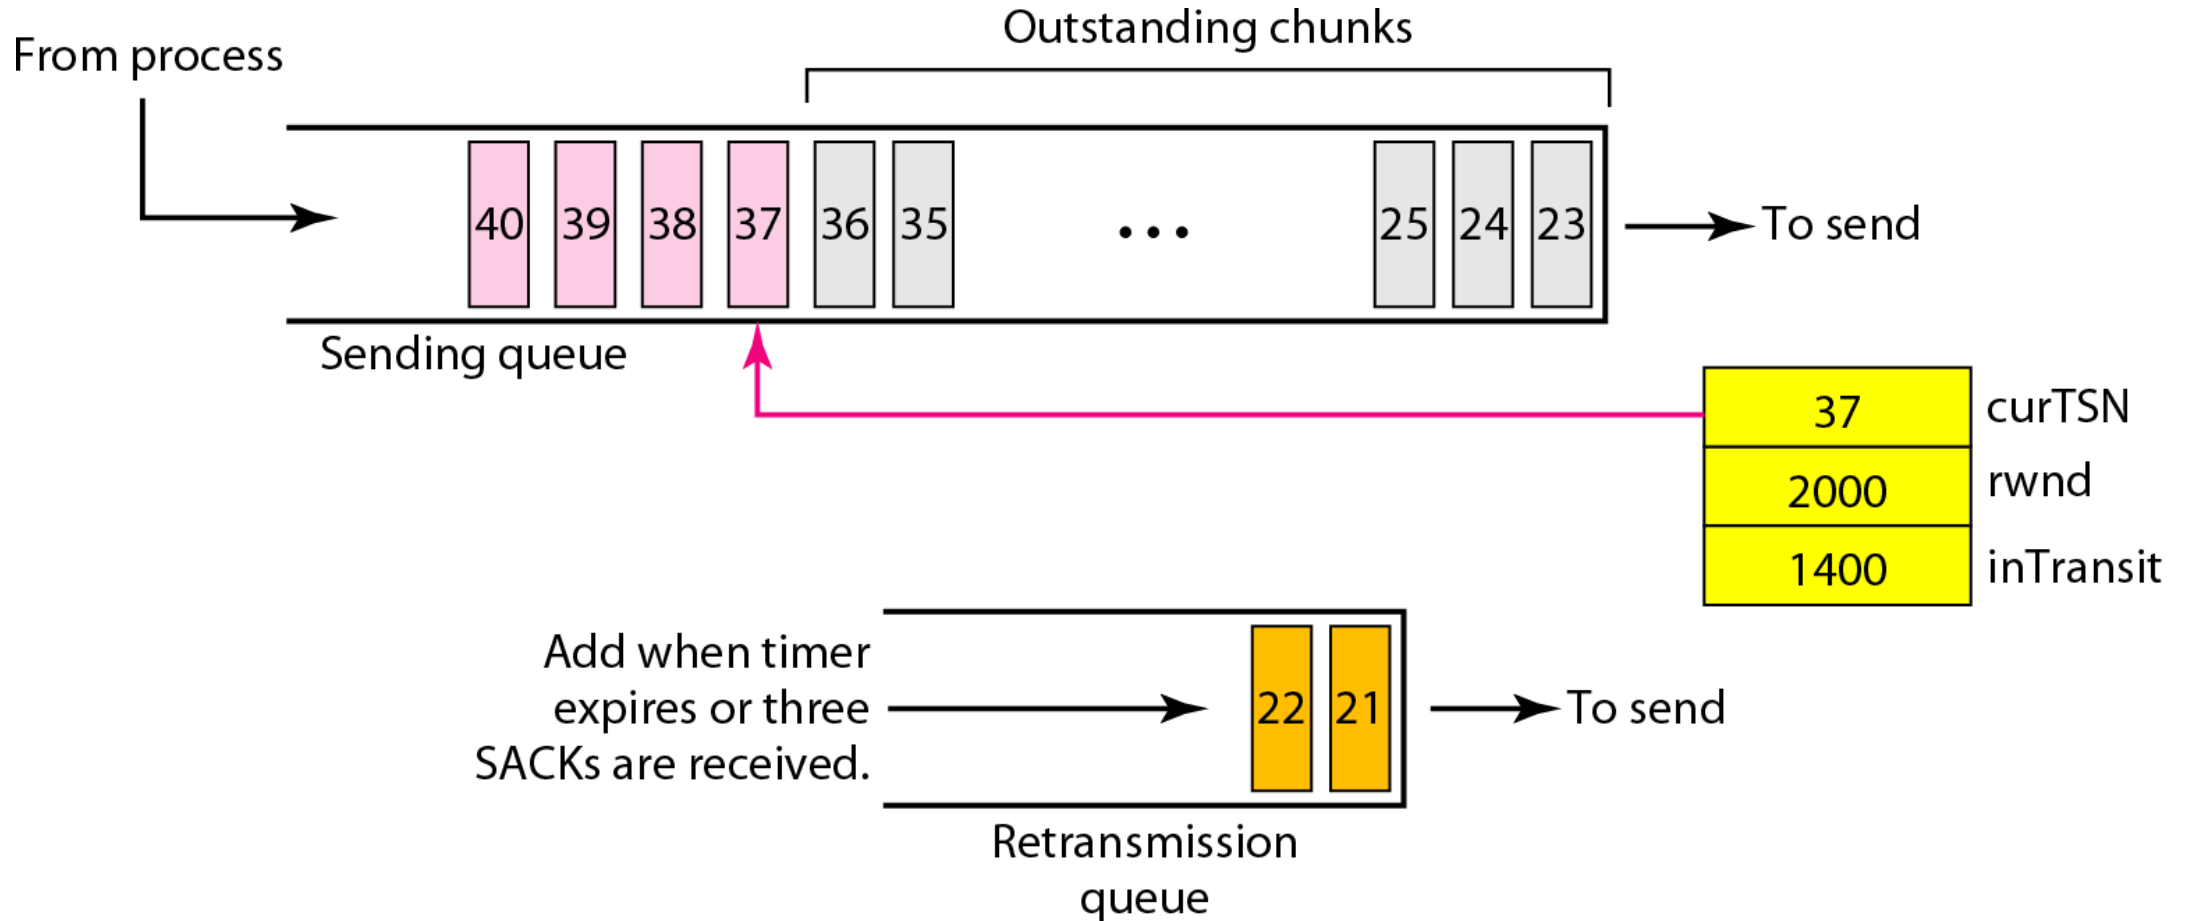 Outstanding chunks
From process
40 39 38 37 36 35 ... 25 24 23
To send
Sending queue
37 curTSN
2000 rwnd
1400 inTransit
Add when timer
expires or three
SACKs are received.
22 21
To send
Retransmission
queue